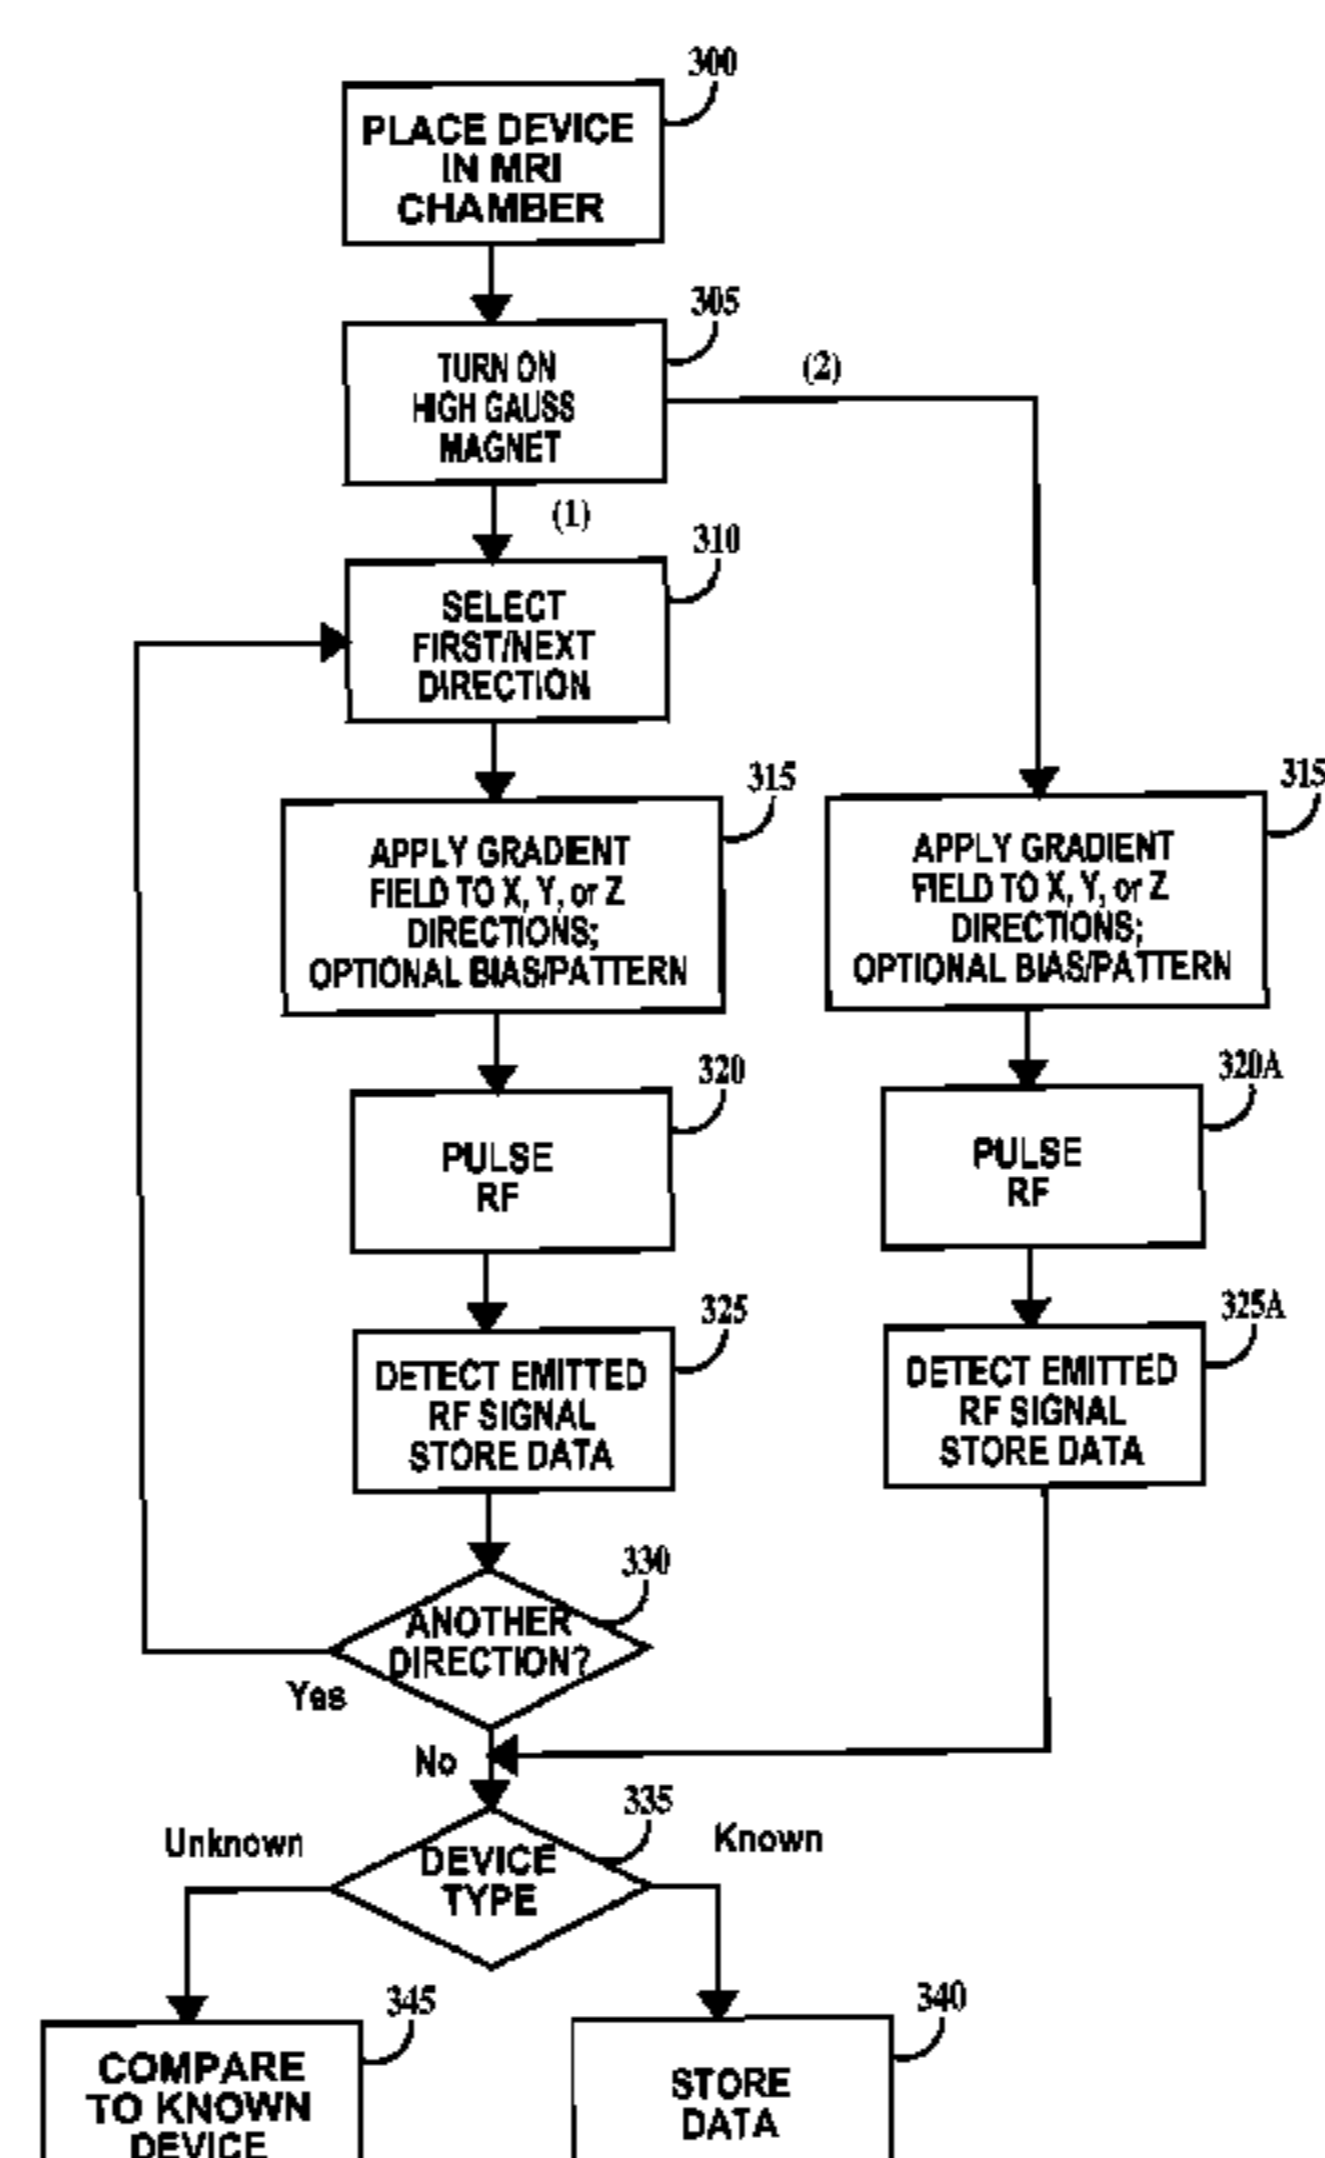 300
PLACE DEVICE
IN MRI
CHAMBER
305
TURN ON
HIGH GAUSS
MAGNET
(2)
(1)
310
SELECT
FIRST/NEXT
DIRECTION
315
APPLY GRADIENT
FIELD TO X, Y, or Z
DIRECTIONS;
OPTIONAL BIAS/PATTERN
315
APPLY GRADIENT
FIELD TO X, Y, or Z
DIRECTIONS;
OPTIONAL BIAS/PATTERN
320
PULSE
RF
320A
PULSE
RF
325
DETECT EMITTED
RF SIGNAL
STORE DATA
325A
DETECT EMITTED
RF SIGNAL
STORE DATA
330
ANOTHER
DIRECTION?
Yes
No
335
DEVICE
TYPE
Unknown
Known
345
COMPARE
TO KNOWN
DEVICE
340
STORE
DATA